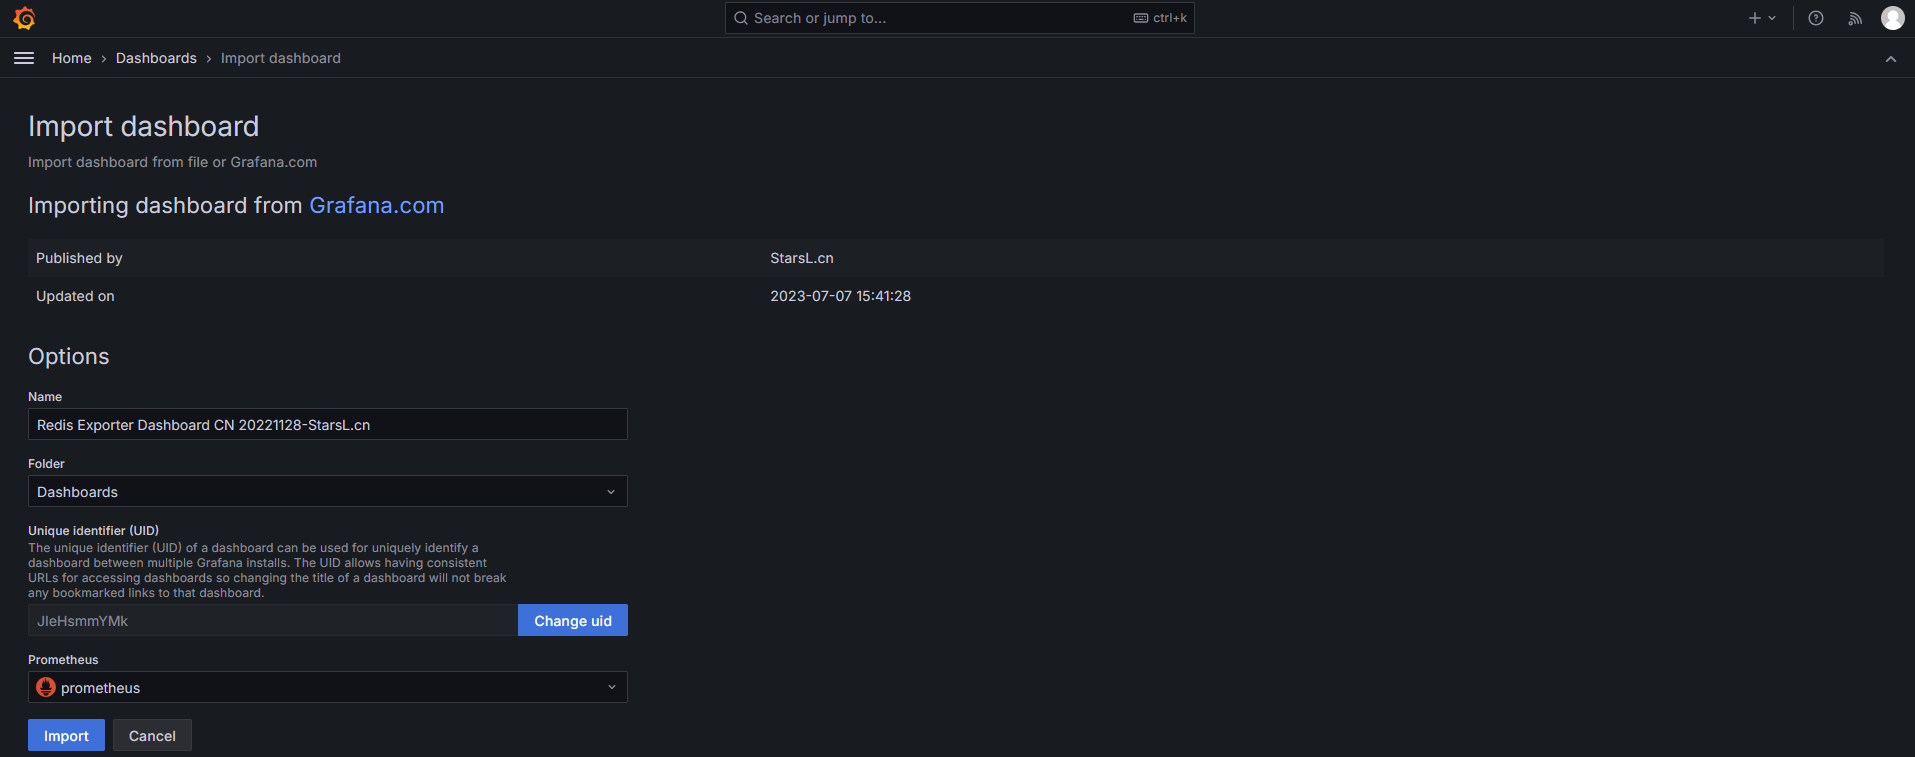 Search or jump to...
ctrl+k
Home
Dashboards
Import dashboard
Import dashboard
Import dashboard from file or Grafana.com
Importing dashboard from Grafana.com
Published by
StarsL.cn
Updated on
2023-07-07 15:41:28
Options
Name
Redis Exporter Dashboard CN 20221128-StarsL.cn
Folder
Dashboards
Unique identifier (UID)
The unique identifier (UID) of a dashboard can be used for uniquely identify a
dashboard between multiple Grafana installs. The UID allows having consistent
URLs for accessing dashboards so changing the title of a dashboard will not break
any bookmarked links to that dashboard.
JIeHsmmYMk
Change uid
Prometheus
prometheus
Import
Cancel